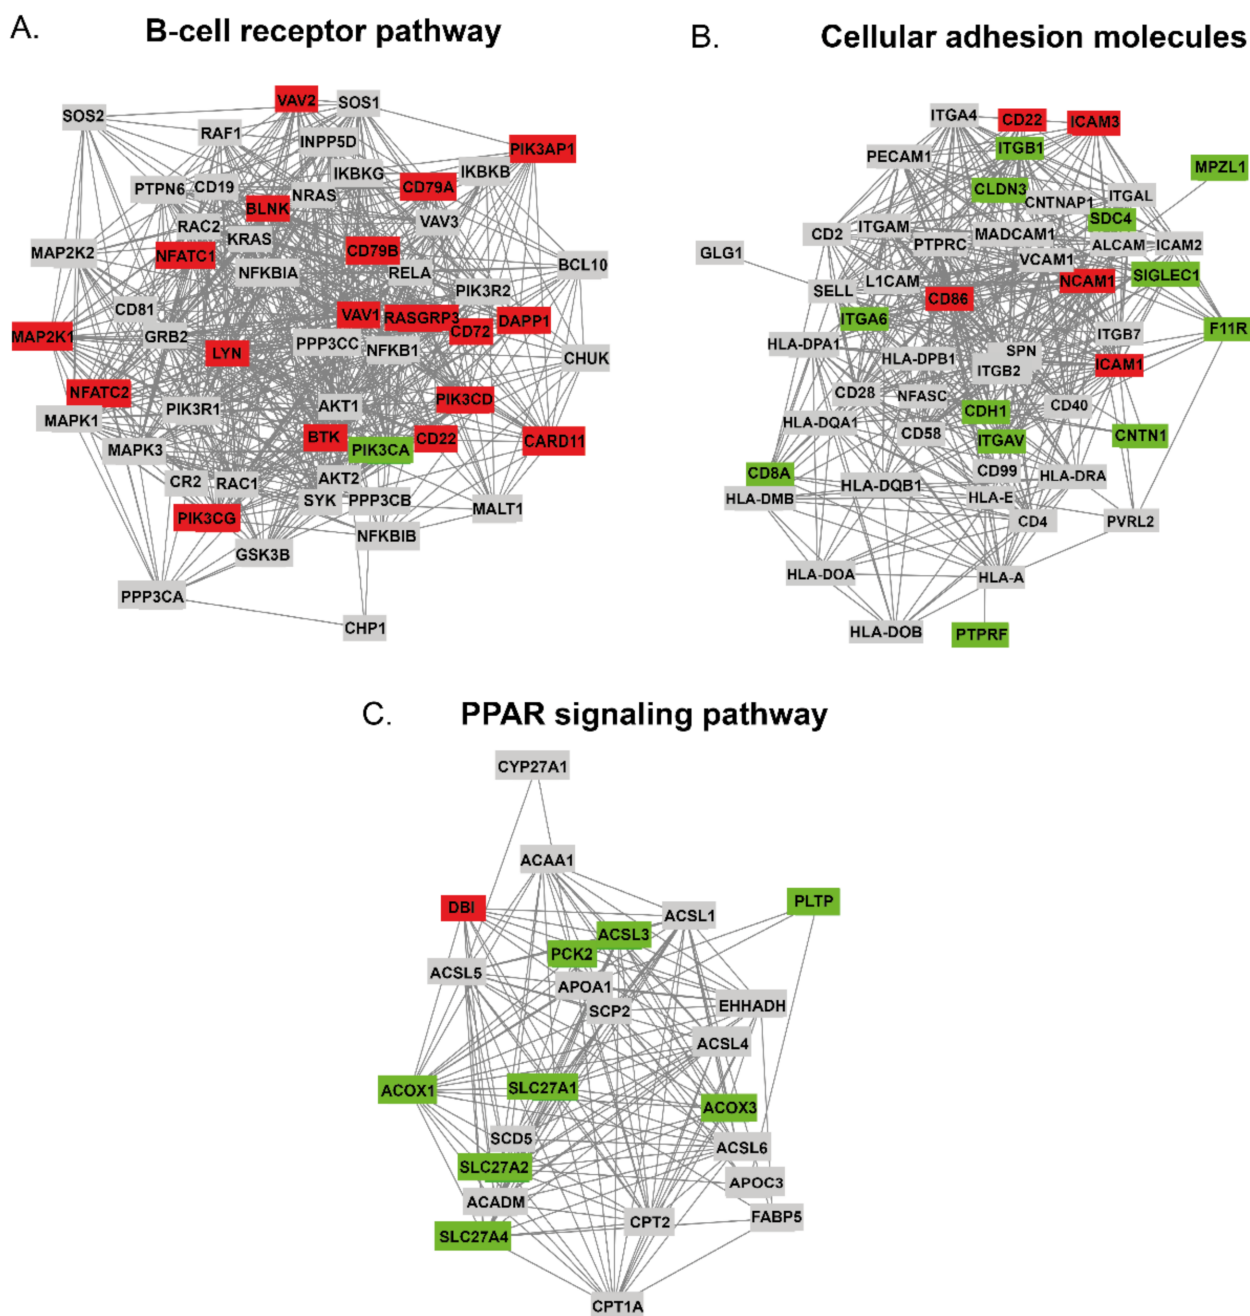 A.
B-cell receptor pathway
VAV2
SOS1
SOS2
RAF1
INPP5D
PIK3AP1
IKBKG
IKBKB
PTPN6
CD19
NRAS
CD79A
BLNK
VAV3
RAC2
KRAS
CD79B
MAP2K2
NFATC1
NFKBIA
RELA
BCL10
PIK3R2
CD81
VAV1
RASGRP3
DAPP1
MAP2K1
GRB2
PPP3CC
CD72
NFKB1
LYN
CHUK
NFATC2
PIK3R1
AKT1
PIK3CD
MAPK1
BTK
CD22
CARD11
MAPK3
PIK3CA
CR2
RAC1
AKT2
SYK
PPP3CB
MALT1
PIK3CG
NFKBIB
GSK3B
PPP3CA
CHP1
B.
Cellular adhesion molecules
ITGA4
CD22
ICAM3
PECAM1
ITGB1
MPZL1
CLDN3
CNTNAP1
ITGAL
SDC4
CD2
ITGAM
PTPRC
MADCAM1
ALCAM
ICAM2
GLG1
VCAM1
SELL
L1CAM
NCAM1
SIGLEC1
CD86
ITGA6
F11R
HLA-DPA1
ITGB7
HLA-DPB1
SPN
ITGB2
ICAM1
CD28
NFASC
CDH1
CD40
HLA-DQA1
CD58
ITGAV
CNTN1
CD8A
CD99
HLA-DRA
HLA-DQB1
HLA-DMB
HLA-E
CD4
PVRL2
HLA-DOA
HLA-A
HLA-DOB
PTPRF
C.
PPAR signaling pathway
CYP27A1
ACAA1
DBI
ACSL1
PLTP
ACSL3
PCK2
ACSL5
APOA1
SCP2
EHHADH
ACSL4
ACOX1
SLC27A1
ACOX3
SCD5
ACSL6
SLC27A2
APOC3
ACADM
CPT2
FABP5
SLC27A4
CPT1A